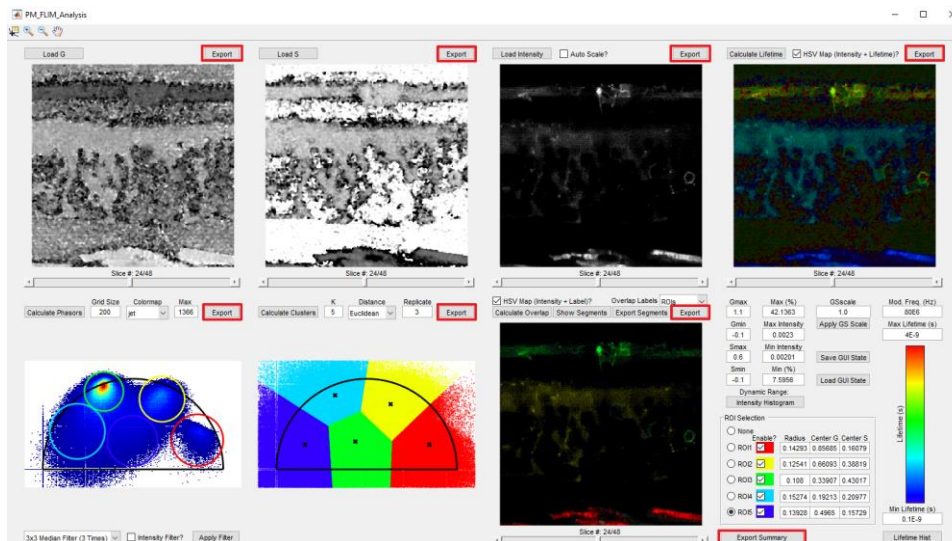 PM_FLIM_Analysis
Load G
Export
Load S
Export
Load Intensity
Auto Scale?
Export
Calculate Lifetime
HSV Map (Intensity + Lifetime)?
Export
Slice #: 24/48
Slice #: 24/48
Slice #: 24/48
Slice #: 24/48
Grid Size
Colormap
Max
Calculate Phasors
200
jet
1366
Export
K
Distance
Replicate
Calculate Clusters
5
Euclidean
3
Export
HSV Map (Intensity + Label)?
Overlap Labels
ROIs
Calculate Overlap
Show Segments
Export Segments
Export
Gmax
Max (%)
GSscale
Mod. Freq. (Hz)
1.1
42.1363
1.0
80E6
Gmin
Max Intensity
Apply GS Scale
Max Lifetime (s)
-0.1
0.0023
4E-9
Smax
Min Intensity
0.6
0.00201
Save GUI State
Smin
Min (%)
-0.1
7.5956
Load GUI State
Dynamic Range:
Intensity Histogram
Lifetime (s)
ROI Selection
None
Enable?
Radius
Center G
Center S
ROI1
0.14293
0.85685
0.16079
ROI2
0.12541
0.66093
0.38819
ROI3
0.108
0.33907
0.43017
ROI4
0.15274
0.19213
0.20977
ROI5
0.13928
0.4965
0.15729
Min Lifetime (s)
0.1E-9
3x3 Median Filter (3 Times)
Intensity Filter?
Apply Filter
Slice #: 24/48
Export Summary
Lifetime Hist